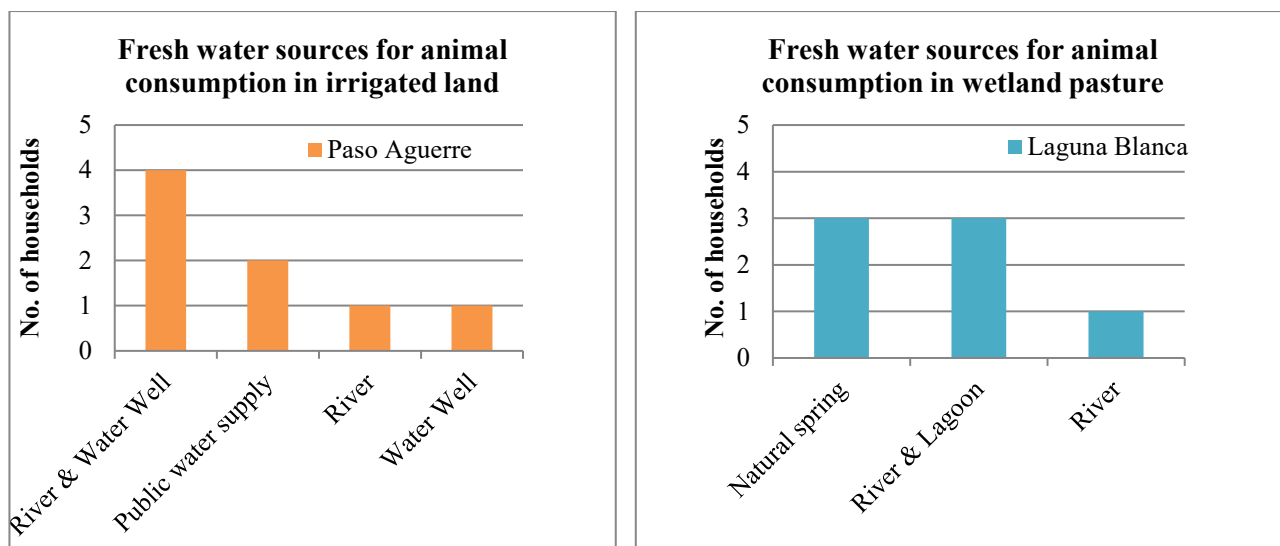 Fresh water sources for animal
consumption in irrigated land
No. of households
5
4
3
2
1
0
Paso Aguerre
River & Water Well
Public water supply
River
Water Well
Fresh water sources for animal
consumption in wetland pasture
No. of households
5
4
3
2
1
0
Laguna Blanca
Natural spring
River & Lagoon
River